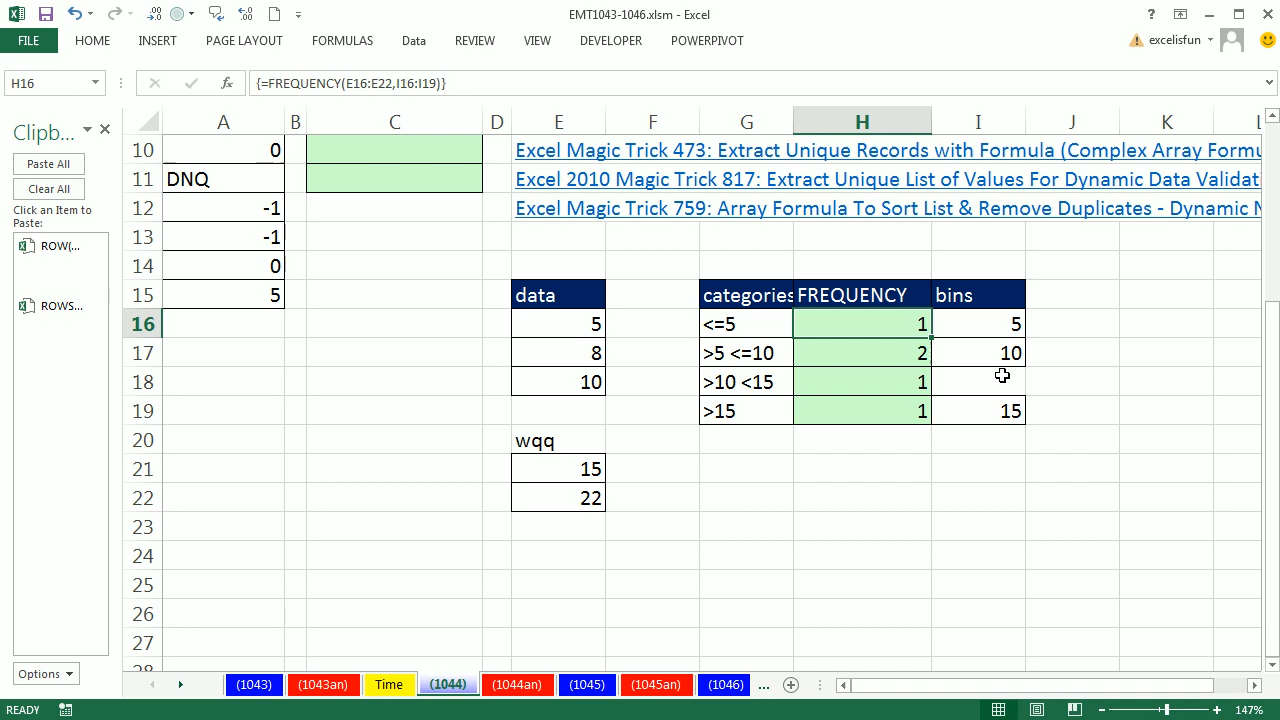 EMT1043-1046.xlsm - Excel
FILE HOME INSERT PAGE LAYOUT FORMULAS Data REVIEW VIEW DEVELOPER POWERPIVOT
excelisfun
H16
fx {=FREQUENCY(E16:E22,I16:I19)}
Clipb...
Paste All
Clear All
Click an Item to
Paste:
ROW(...
ROWS...
Options
A B C D E F G H I J K L
10 0 Excel Magic Trick 473: Extract Unique Records with Formula (Complex Array Formu
11 DNQ Excel 2010 Magic Trick 817: Extract Unique List of Values For Dynamic Data Validati
12 -1 Excel Magic Trick 759: Array Formula To Sort List & Remove Duplicates - Dynamic N
13 -1
14 0
15 5 data categories FREQUENCY bins
16 5 <=5 1 5
17 8 >5 <=10 2 10
18 10 >10 <15 1
19 >15 1 15
20 wqq
21 15
22 22
23
24
25
26
27
28
(1043) (1043an) Time (1044) (1044an) (1045) (1045an) (1046) ...
READY 147%